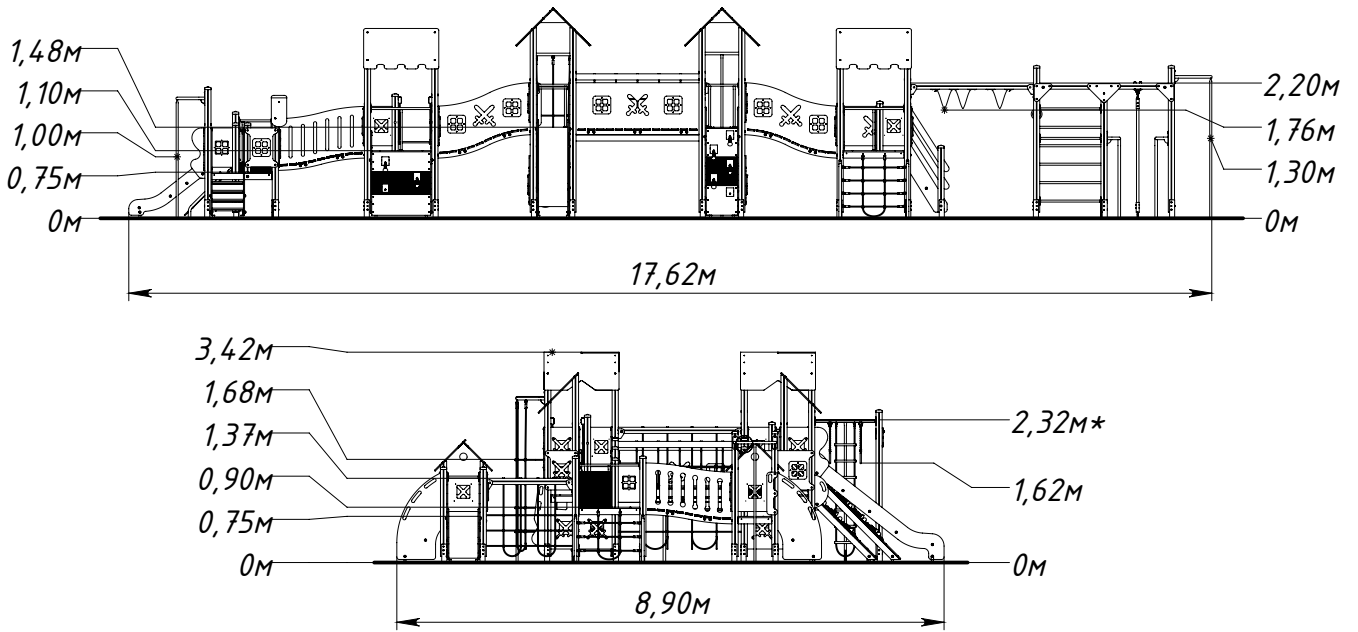 1,48м
1,10м
1,00м
0,75м
0м
2,20м
1,76м
1,30м
0м
17,62м
3,42м
1,68м
1,37м
0,90м
0,75м
0м
2,32м*
1,62м
0м
8,90м